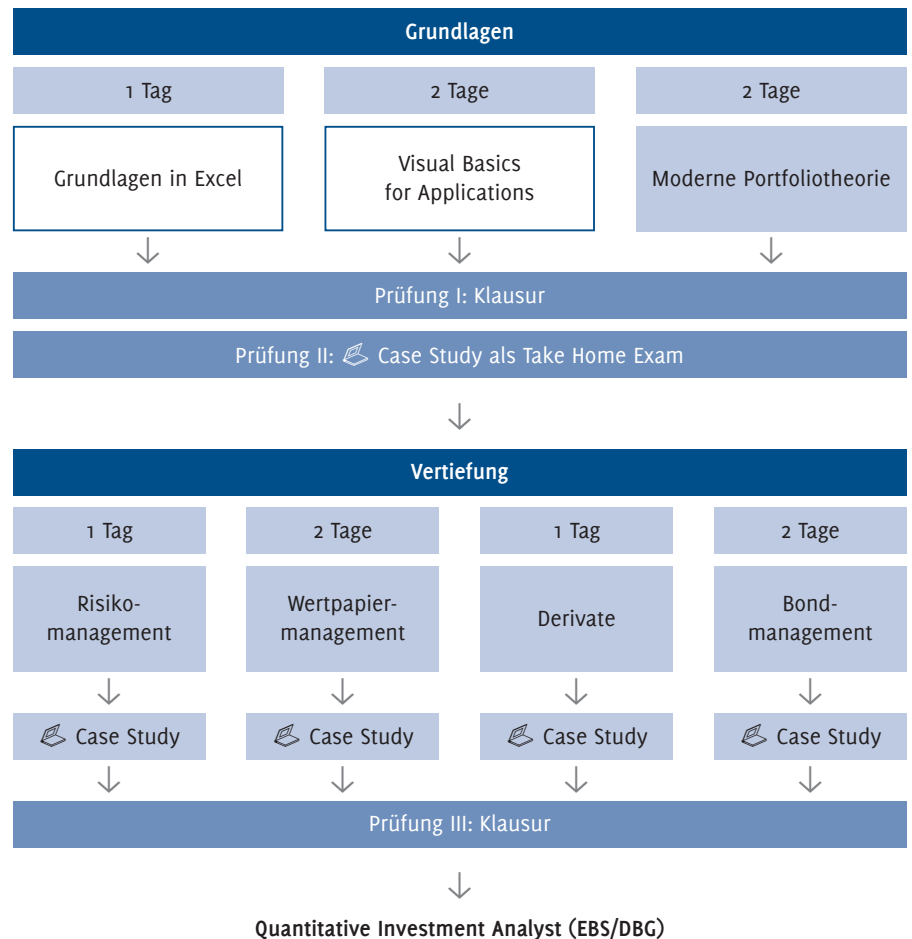 Grundlagen
1 Tag
2 Tage
2 Tage
Grundlagen in Excel
Visual Basics
for Applications
Moderne Portfoliotheorie
Prüfung I: Klausur
Prüfung II: Case Study als Take Home Exam
Vertiefung
1 Tag
2 Tage
1 Tag
2 Tage
Risiko-
management
Wertpapier-
management
Derivate
Bond-
management
Case Study
Case Study
Case Study
Case Study
Prüfung III: Klausur
Quantitative Investment Analyst (EBS/DBG)